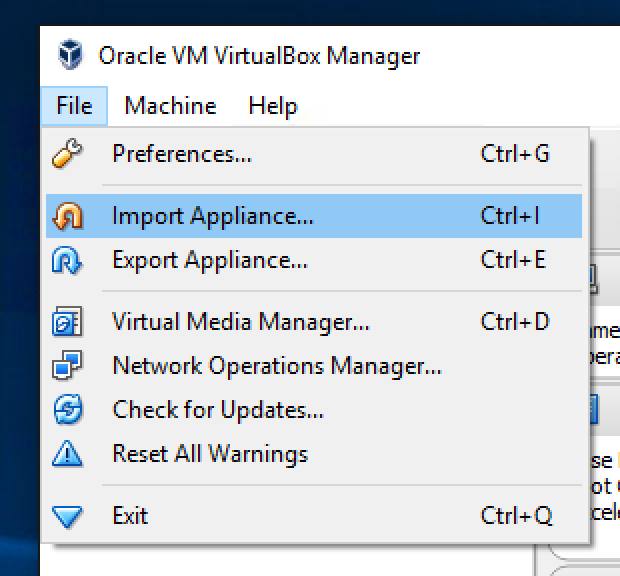 Oracle VM VirtualBox Manager
File Machine Help
Preferences... Ctrl+G
Import Appliance... Ctrl+I
Export Appliance... Ctrl+E
Virtual Media Manager... Ctrl+D
Network Operations Manager...
Check for Updates...
Reset All Warnings
Exit Ctrl+Q